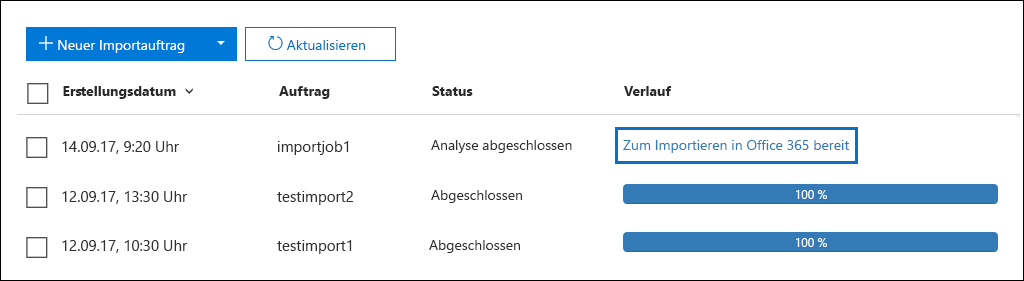 Neuer Importauftrag Aktualisieren
Erstellungsdatum Auftrag Status Verlauf
14.09.17, 9:20 Uhr importjob1 Analyse abgeschlossen Zum Importieren in Office 365 bereit
12.09.17, 13:30 Uhr testimport2 Abgeschlossen 100 %
12.09.17, 10:30 Uhr testimport1 Abgeschlossen 100 %